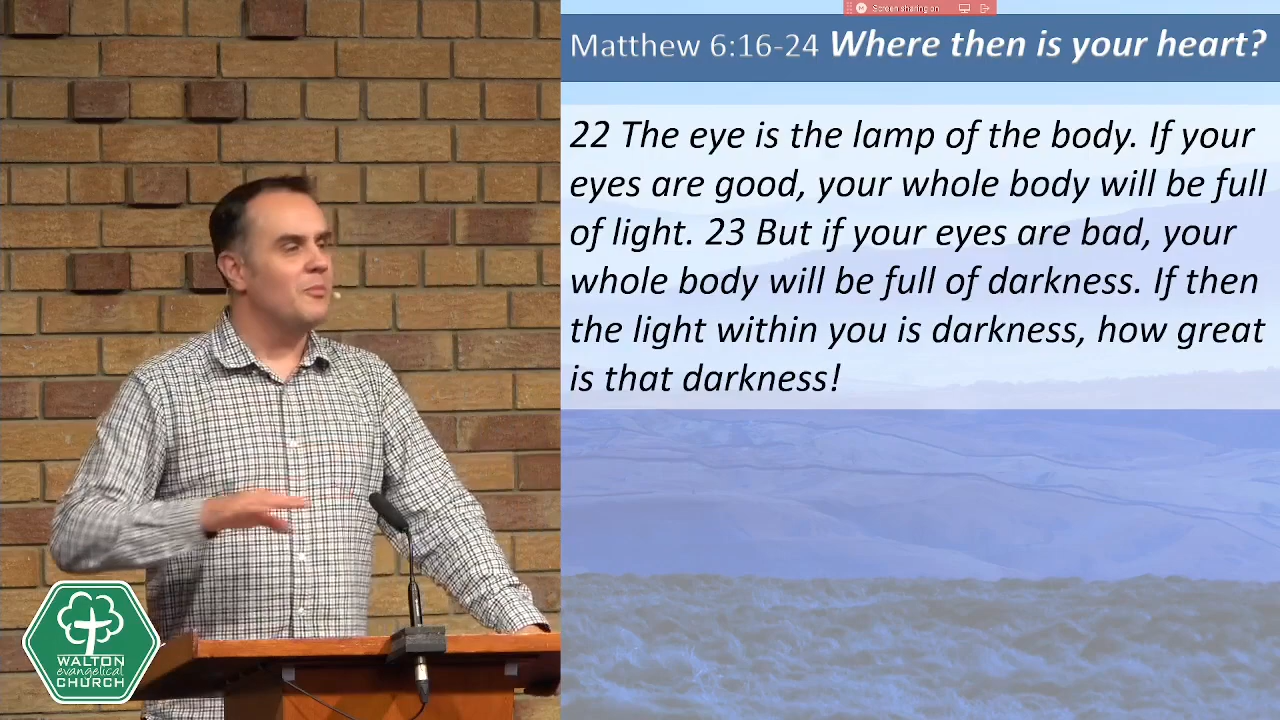 Screen sharing on
Matthew 6:16-24 Where then is your heart?
22 The eye is the lamp of the body. If your
eyes are good, your whole body will be full
of light. 23 But if your eyes are bad, your
whole body will be full of darkness. If then
the light within you is darkness, how great
is that darkness!
WALTON
evangelical
CHURCH